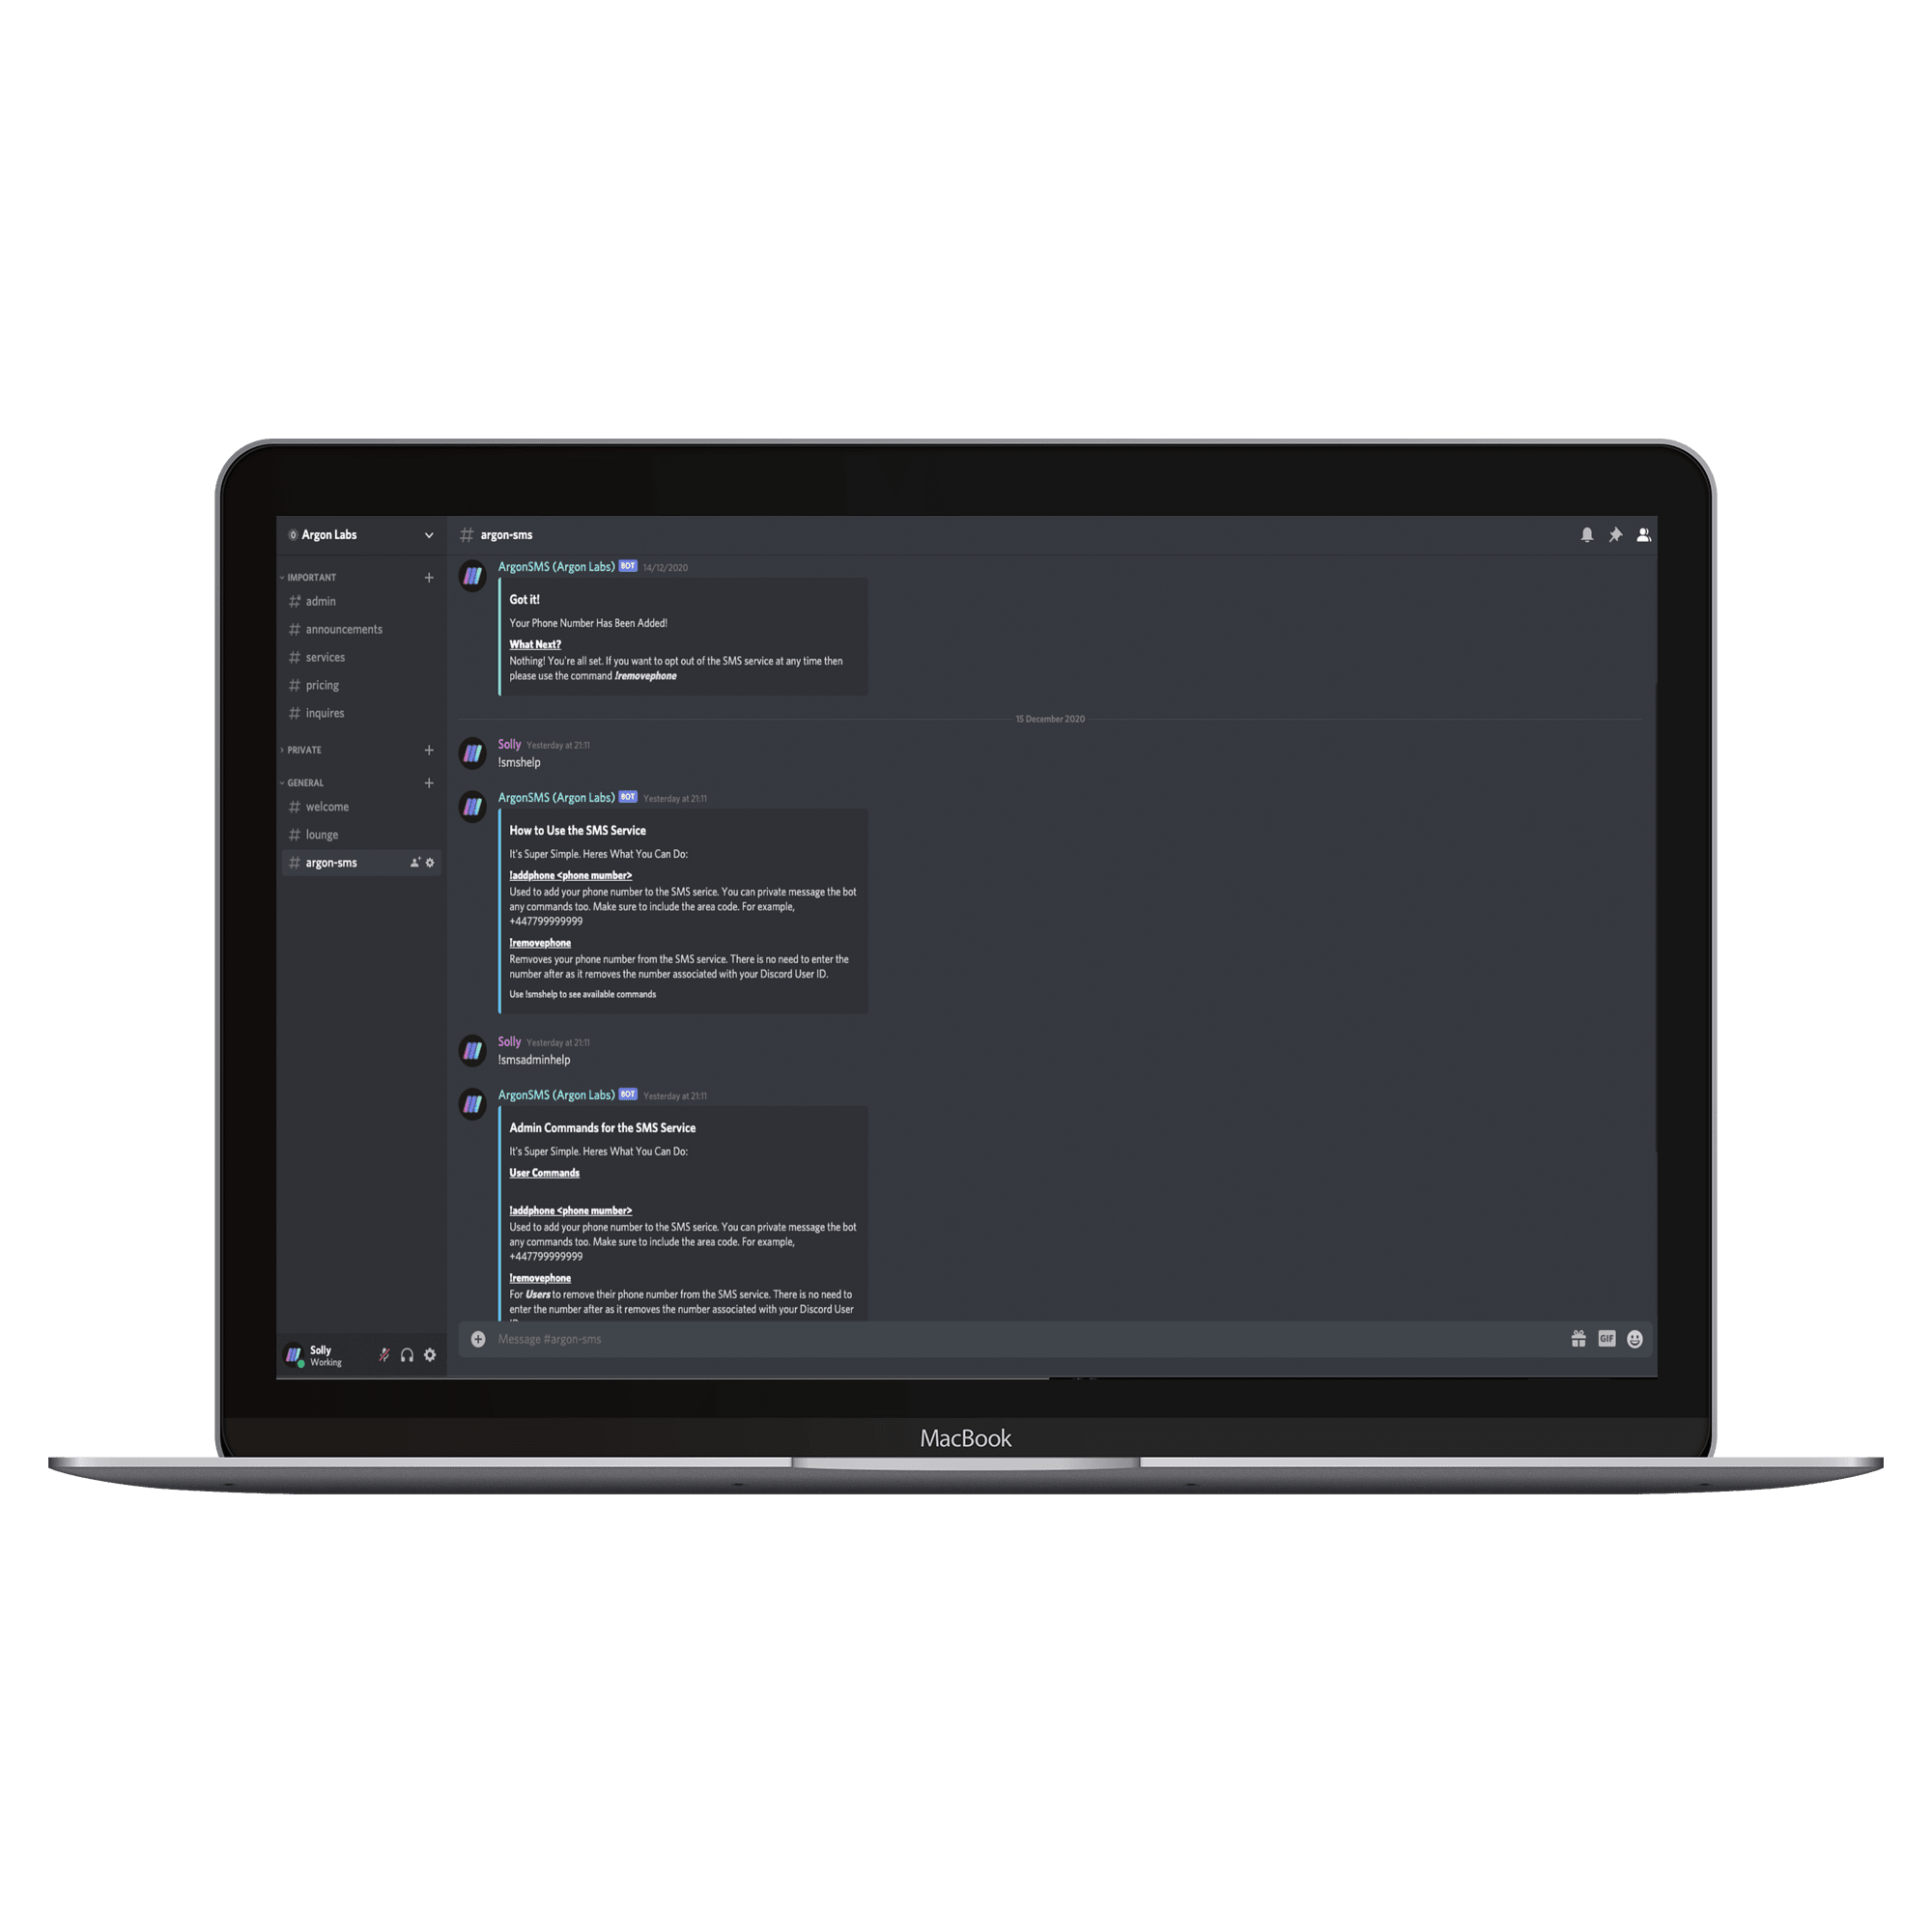 Argon Labs
IMPORTANT
admin
announcements
services
pricing
inquires
PRIVATE
GENERAL
welcome
lounge
argon-sms
Solly
Working
argon-sms
ArgonSMS (Argon Labs) BOT 14/12/2020
Got it!
Your Phone Number Has Been Added!
What Next?
Nothing! You're all set. If you want to opt out of the SMS service at any time then
please use the command !removephone
15 December 2020
Solly Yesterday at 21:11
!smshelp
ArgonSMS (Argon Labs) BOT Yesterday at 21:11
How to Use the SMS Service
It's Super Simple. Heres What You Can Do:
!addphone <phone mumber>
Used to add your phone number to the SMS serice. You can private message the bot
any commands too. Make sure to include the area code. For example,
+447799999999
!removephone
Remvoves your phone number from the SMS service. There is no need to enter the
number after as it removes the number associated with your Discord User ID.
Use !smshelp to see available commands
Solly Yesterday at 21:11
!smsadminhelp
ArgonSMS (Argon Labs) BOT Yesterday at 21:11
Admin Commands for the SMS Service
It's Super Simple. Heres What You Can Do:
User Commands
!addphone <phone mumber>
Used to add your phone number to the SMS serice. You can private message the bot
any commands too. Make sure to include the area code. For example,
+447799999999
!removephone
For Users to remove their phone number from the SMS service. There is no need to
enter the number after as it removes the number associated with your Discord User
Message #argon-sms
GIF
MacBook